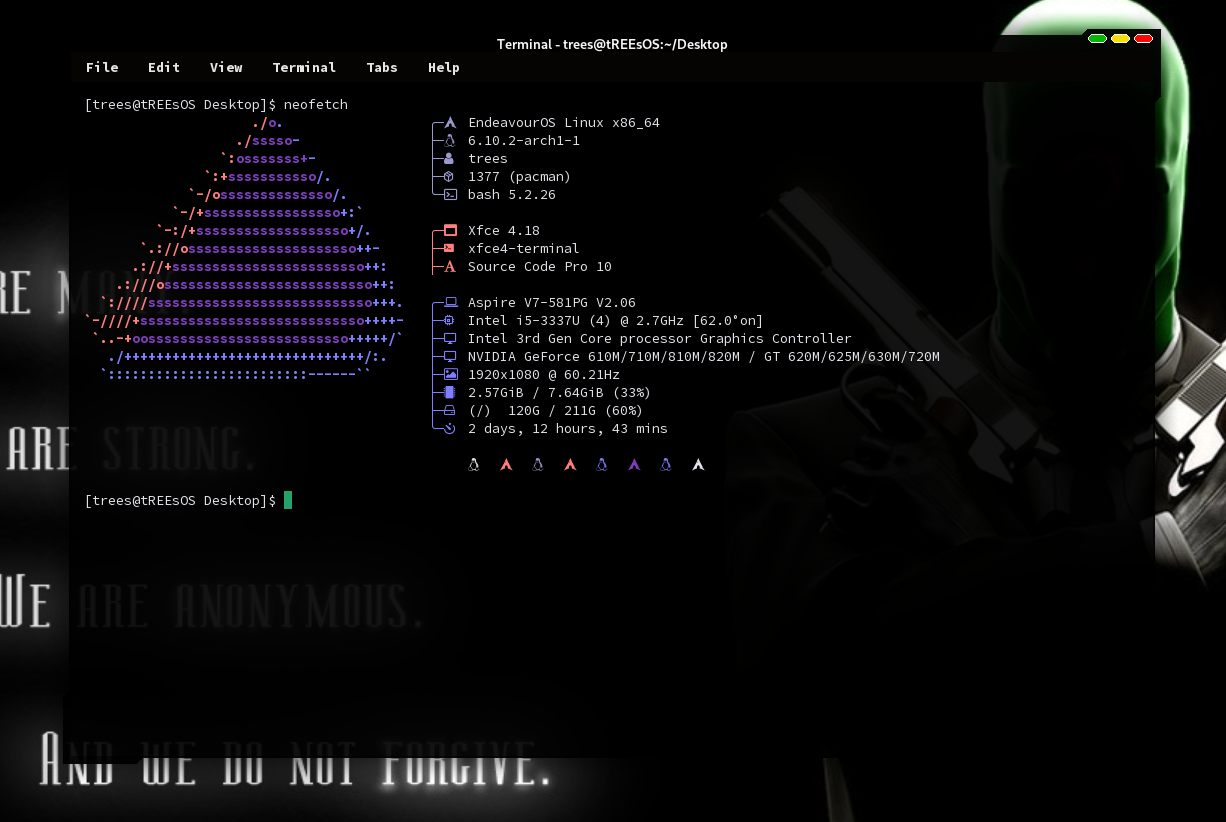 Terminal - trees@tREEsOS:~/Desktop
File Edit View Terminal Tabs Help
[trees@tREEsOS Desktop]$ neofetch
./o.
./sssso-
`:osssssss+-
`:+sssssssssso/.
`-/ossssssssssssso/.
`-/+sssssssssssssssso+:`
`-:/+sssssssssssssssssso+/.
`.://osssssssssssssssssssso++-
.://+ssssssssssssssssssssssso++:
.:///ossssssssssssssssssssssssso++:
`:////ssssssssssssssssssssssssssso+++.
`-////+ssssssssssssssssssssssssssso++++-
`..-+oosssssssssssssssssssssssso+++++/`
./++++++++++++++++++++++++++++++/:.
`:::::::::::::::::::::::::------``
EndeavourOS Linux x86_64
6.10.2-arch1-1
trees
1377 (pacman)
bash 5.2.26
Xfce 4.18
xfce4-terminal
Source Code Pro 10
Aspire V7-581PG V2.06
Intel i5-3337U (4) @ 2.7GHz [62.0°on]
Intel 3rd Gen Core processor Graphics Controller
NVIDIA GeForce 610M/710M/810M/820M / GT 620M/625M/630M/720M
1920x1080 @ 60.21Hz
2.57GiB / 7.64GiB (33%)
(/) 120G / 211G (60%)
2 days, 12 hours, 43 mins
[trees@tREEsOS Desktop]$
ARE STRONG.
WE ARE ANONYMOUS.
AND WE DO NOT FORGIVE.